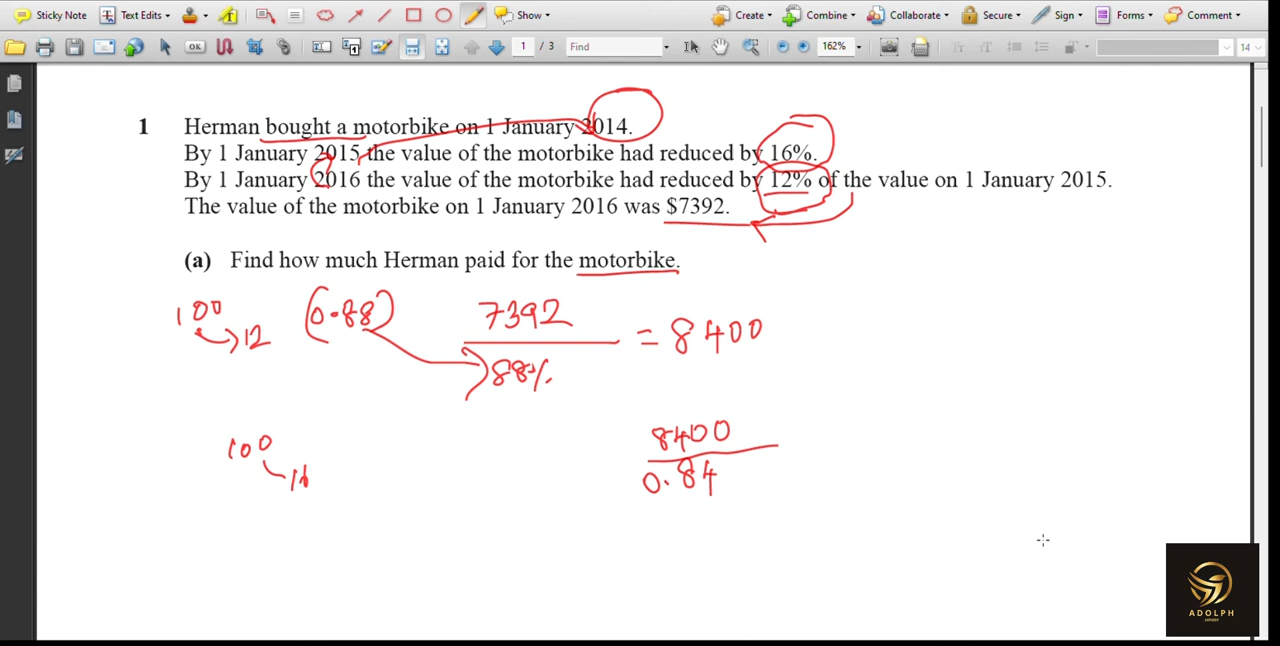 Sticky Note Text Edits Show Create Combine Collaborate Secure Sign Forms Comment
OK 1 / 3 Find 162% 14
1 Herman bought a motorbike on 1 January 2014.
By 1 January 2015 the value of the motorbike had reduced by 16%.
By 1 January 2016 the value of the motorbike had reduced by 12% of the value on 1 January 2015.
The value of the motorbike on 1 January 2016 was $7392.
(a) Find how much Herman paid for the motorbike.
100 (0.88) 7392
12 = 8400
88%
100 8400
16 0.84
ADOLPH